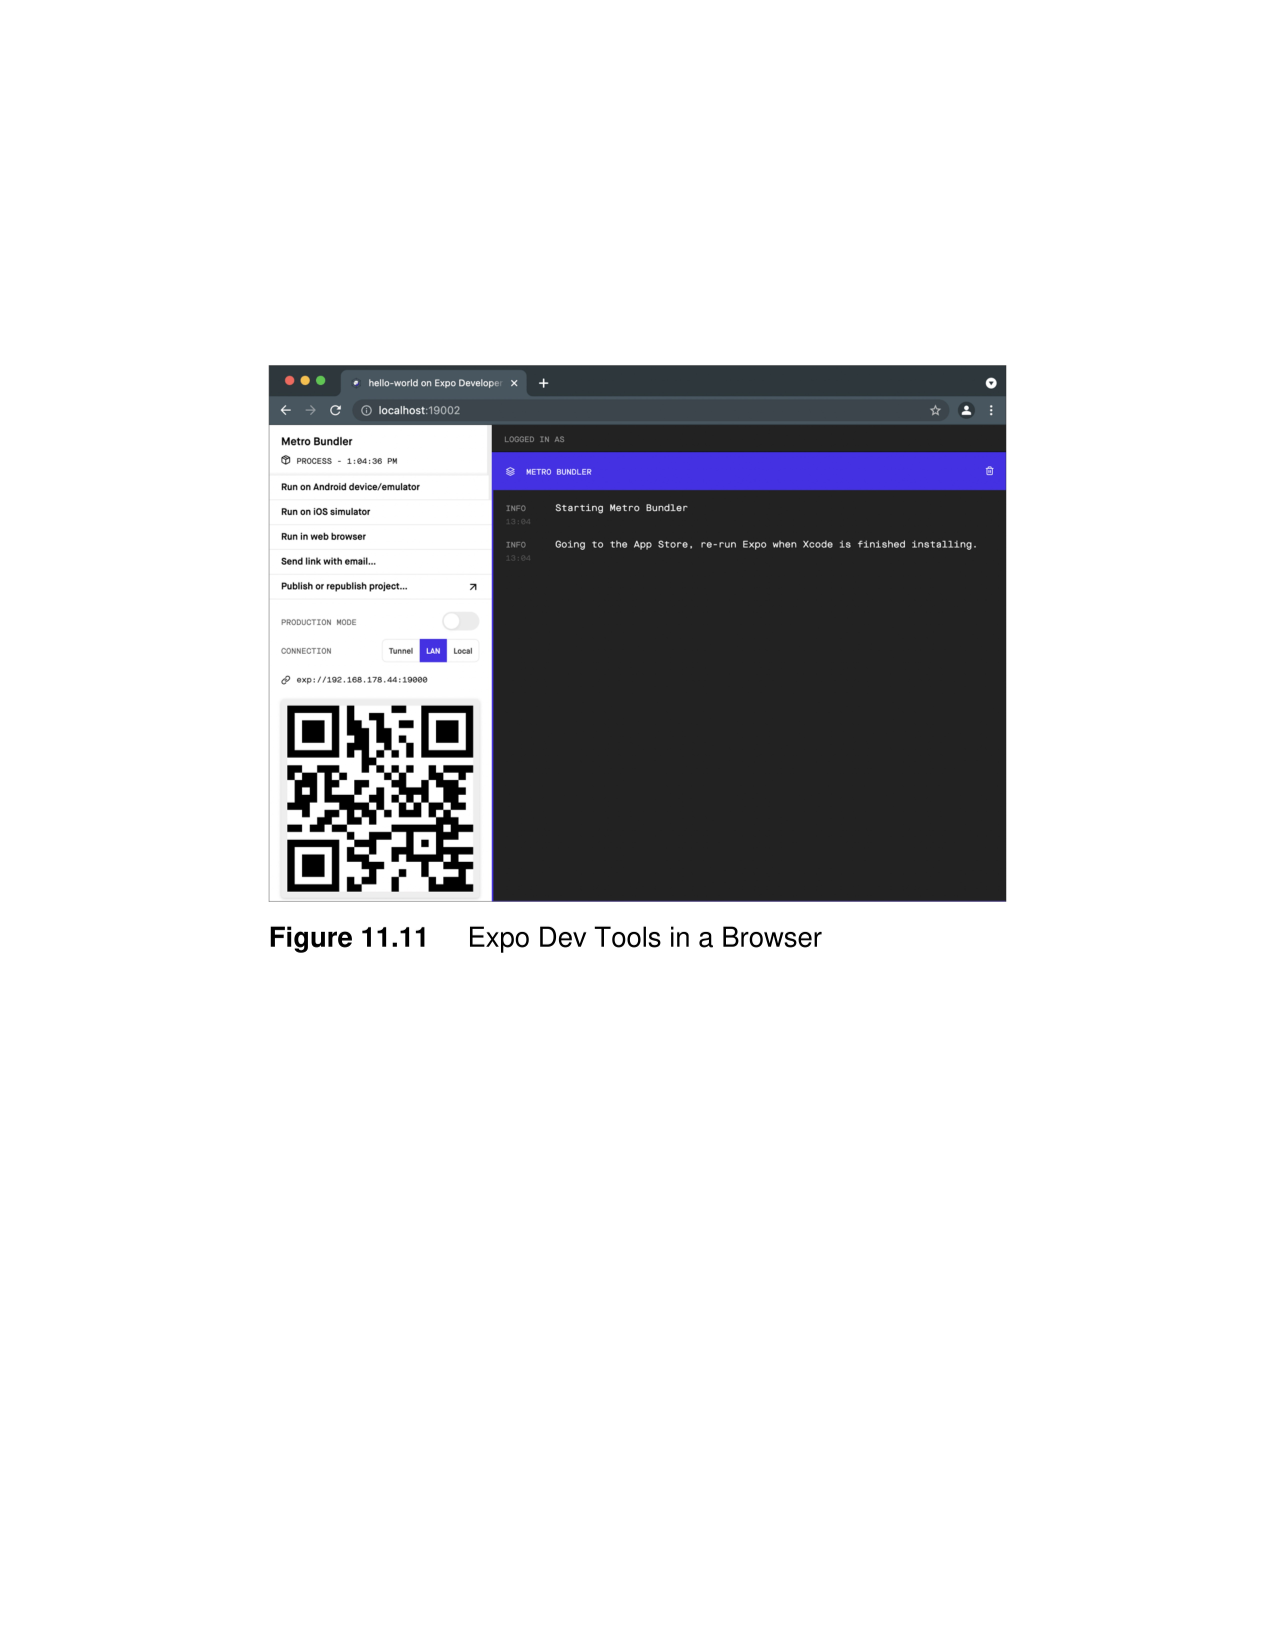 hello-world on Expo Developer
localhost:19002
Metro Bundler
PROCESS - 1:04:36 PM
Run on Android device/emulator
Run on iOS simulator
Run in web browser
Send link with email...
Publish or republish project...
PRODUCTION MODE
CONNECTION
Tunnel LAN Local
exp://192.168.178.44:19000
LOGGED IN AS
METRO BUNDLER
INFO Starting Metro Bundler
13:04
INFO Going to the App Store, re-run Expo when Xcode is finished installing.
13:04
Figure 11.11 Expo Dev Tools in a Browser